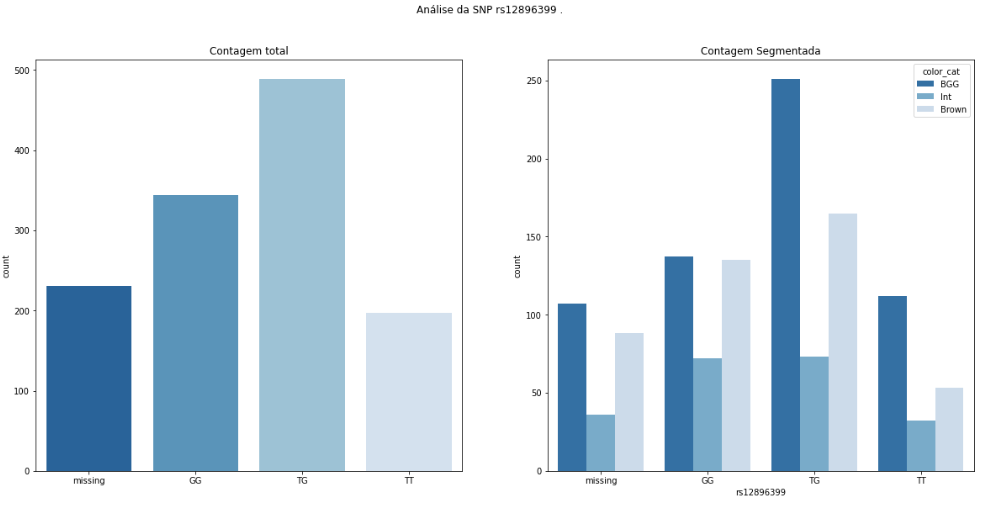 Análise da SNP rs12896399 .
Contagem total
500
400
300
200
100
0
count
missing GG TG TT
Contagem Segmentada
250
200
150
100
50
0
count
color_cat
BGG
Int
Brown
missing GG TG TT
rs12896399